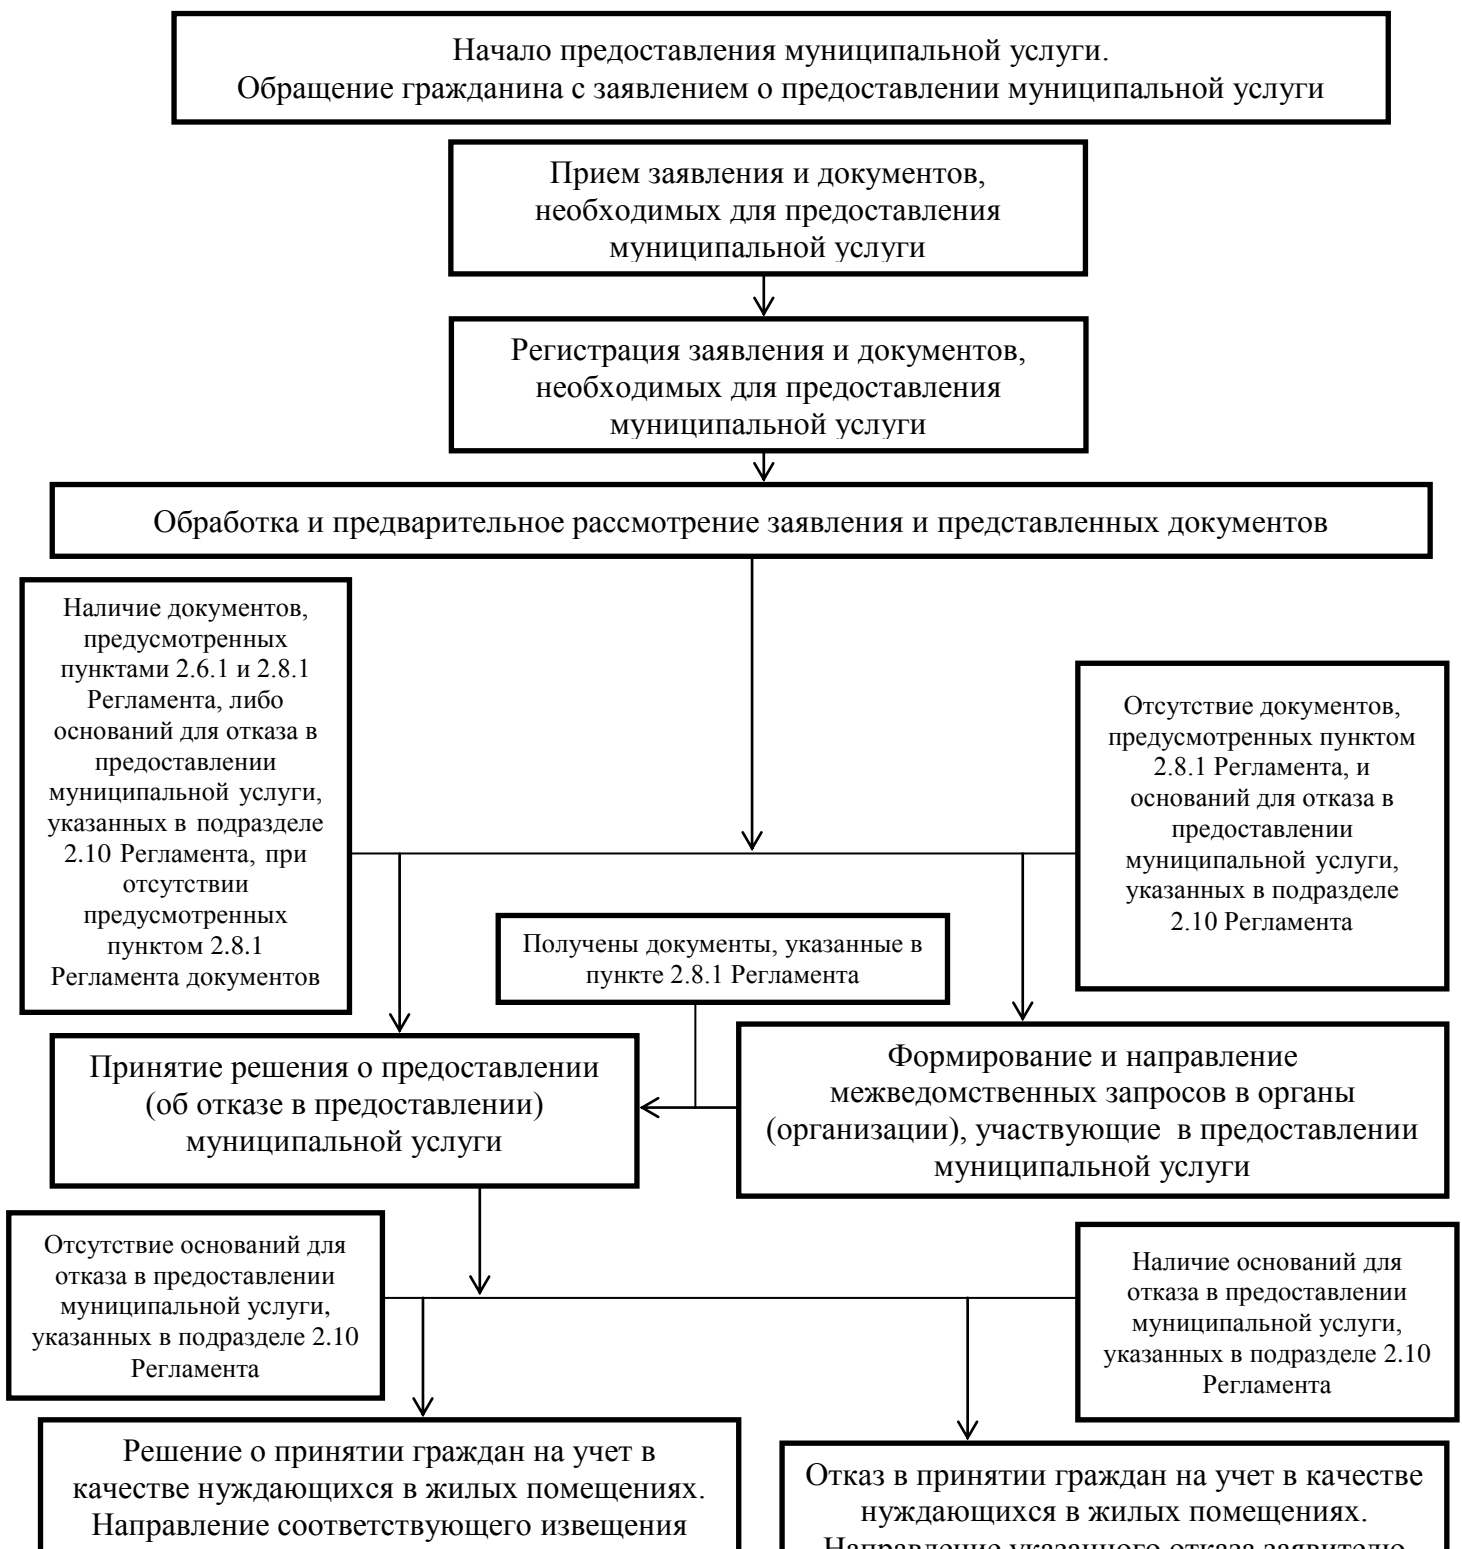 Начало предоставления муниципальной услуги.
Обращение гражданина с заявлением о предоставлении муниципальной услуги
Прием заявления и документов,
необходимых для предоставления
муниципальной услуги
Регистрация заявления и документов,
необходимых для предоставления
муниципальной услуги
Обработка и предварительное рассмотрение заявления и представленных документов
Наличие документов,
предусмотренных
пунктами 2.6.1 и 2.8.1
Регламента, либо
оснований для отказа в
предоставлении
муниципальной услуги,
указанных в подразделе
2.10 Регламента, при
отсутствии
предусмотренных
пунктом 2.8.1
Регламента документов
Отсутствие документов,
предусмотренных пунктом
2.8.1 Регламента, и
оснований для отказа в
предоставлении
муниципальной услуги,
указанных в подразделе
2.10 Регламента
Получены документы, указанные в
пункте 2.8.1 Регламента
Принятие решения о предоставлении
(об отказе в предоставлении)
муниципальной услуги
Формирование и направление
межведомственных запросов в органы
(организации), участвующие в предоставлении
муниципальной услуги
Отсутствие оснований для
отказа в предоставлении
муниципальной услуги,
указанных в подразделе 2.10
Регламента
Наличие оснований для
отказа в предоставлении
муниципальной услуги,
указанных в подразделе 2.10
Регламента
Решение о принятии граждан на учет в
качестве нуждающихся в жилых помещениях.
Направление соответствующего извещения
Отказ в принятии граждан на учет в качестве
нуждающихся в жилых помещениях.
Направление указанного отказа заявителю